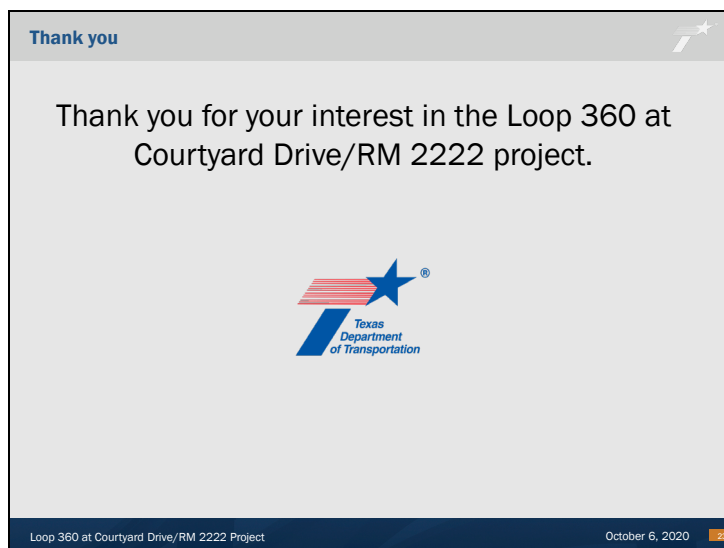 Thank you
Thank you for your interest in the Loop 360 at
Courtyard Drive/RM 2222 project.
®
Texas
Department
of Transportation
Loop 360 at Courtyard Drive/RM 2222 Project
October 6, 2020